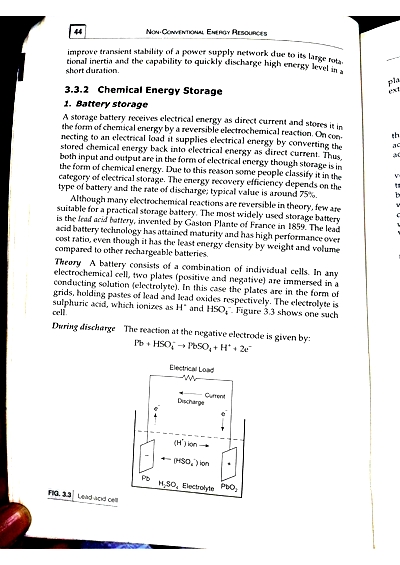 44
NON-CONVENTIONAL ENERGY RESOURCES
improve transient stability of a power supply network due to its large rota-
tional inertia and the capability to quickly discharge high energy level in a
short duration.
3.3.2 Chemical Energy Storage
1. Battery storage
A storage battery receives electrical energy as direct current and stores it in
the form of chemical energy by a reversible electrochemical reaction. On con-
necting to an electrical load it supplies electrical energy by converting the
stored chemical energy back into electrical energy as direct current. Thus,
both input and output are in the form of electrical energy though storage is in
the form of chemical energy. Due to this reason some people classify it in the
category of electrical storage. The energy recovery efficiency depends on the
type of battery and the rate of discharge; typical value is around 75%.
Although many electrochemical reactions are reversible in theory, few are
suitable for a practical storage battery. The most widely used storage battery
is the lead acid battery, invented by Gaston Plante of France in 1859. The lead
acid battery technology has attained maturity and has high performance over
cost ratio, even though it has the least energy density by weight and volume
compared to other rechargeable batteries.
Theory A battery consists of a combination of individual cells. In any
electrochemical cell, two plates (positive and negative) are immersed in a
conducting solution (electrolyte). In this case the plates are in the form of
grids, holding pastes of lead and lead oxides respectively. The electrolyte is
sulphuric acid, which ionizes as H⁺ and HSO₄⁻. Figure 3.3 shows one such
cell.
During discharge The reaction at the negative electrode is given by:
Pb + HSO₄⁻ → PbSO₄ + H⁺ + 2e⁻
Electrical Load
Current
Discharge
e⁻ e⁻
(H⁺) ion →
← (HSO₄⁻) ion
− +
Pb H₂SO₄ Electrolyte PbO₂
FIG. 3.3 Lead-acid cell